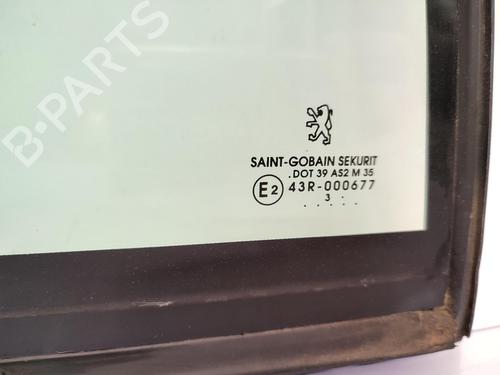 B-PARTS
SAINT-GOBAIN SEKURIT
.DOT 39 AS2 M 35
E2 43R-000677
3
.. .....